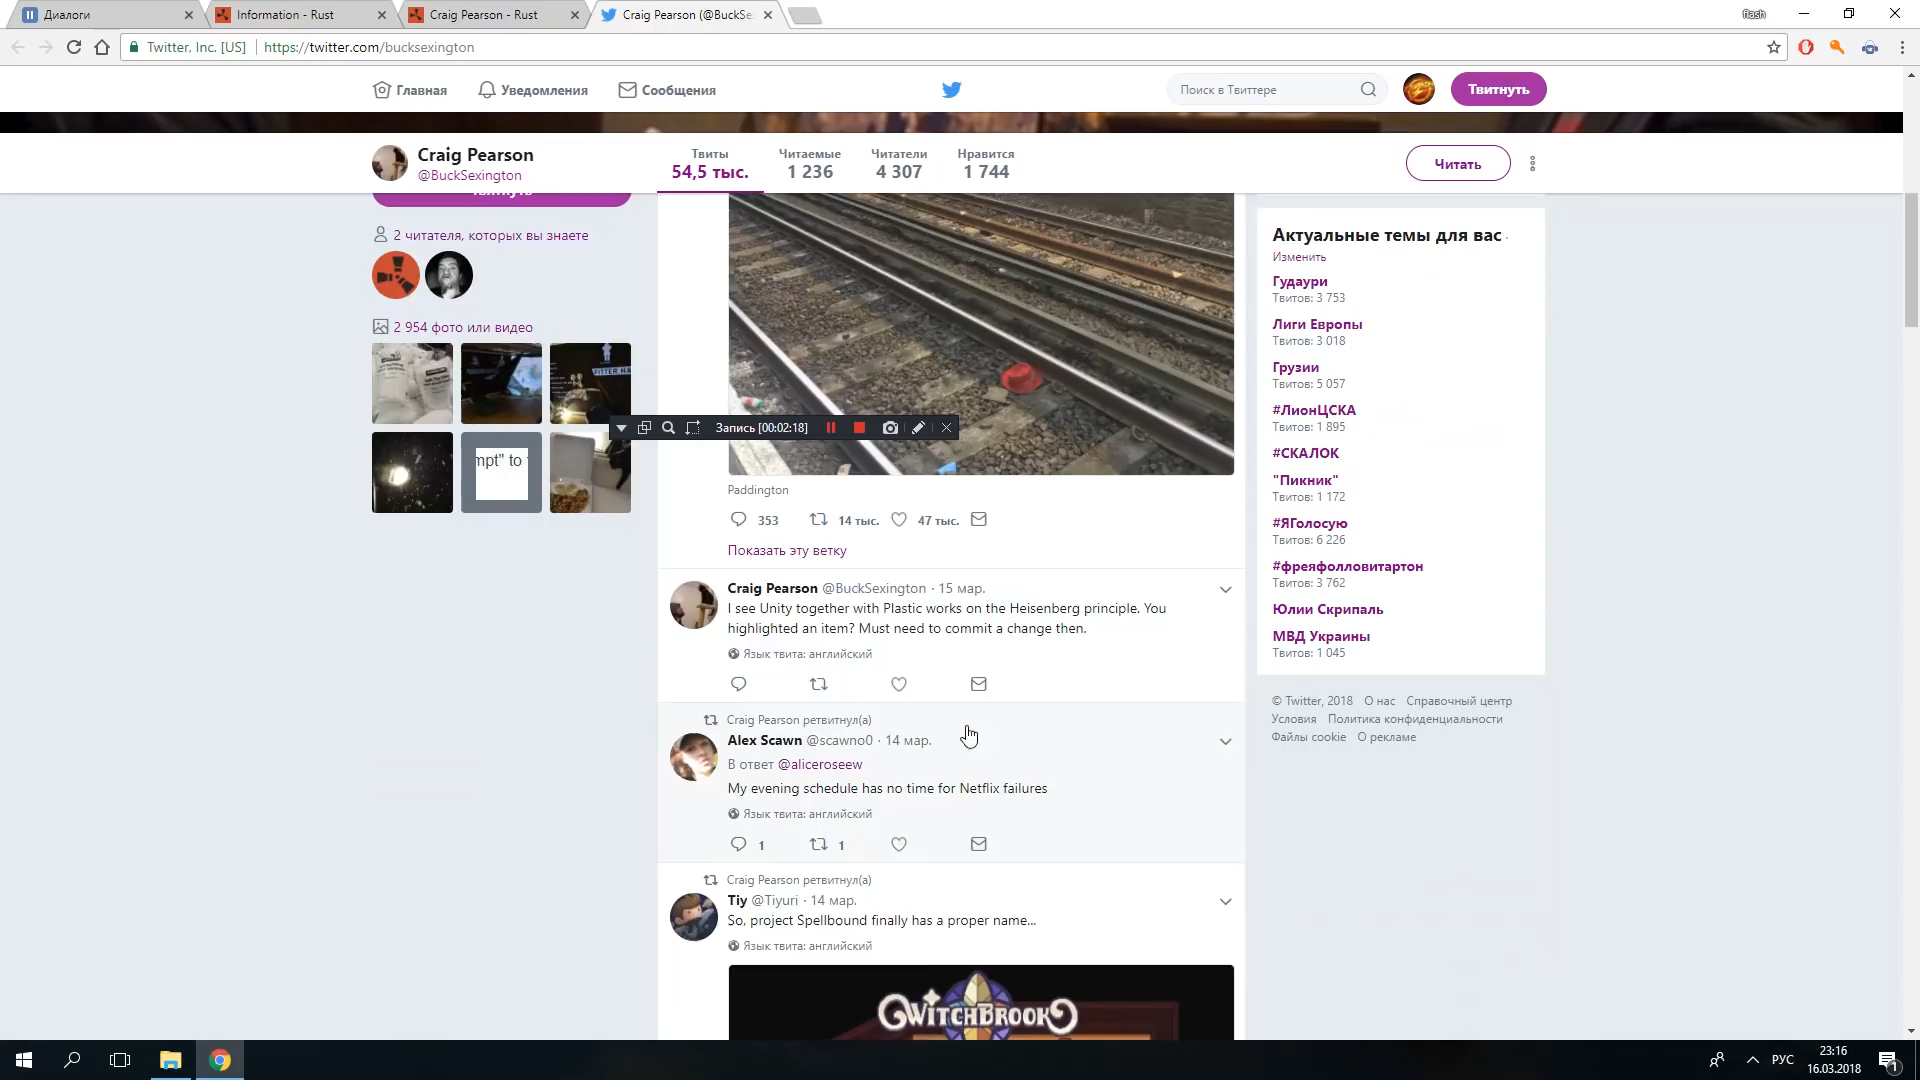 Диалоги
Information - Rust
Craig Pearson - Rust
Craig Pearson (@BuckSe
flash
Twitter, Inc. [US]
https://twitter.com/bucksexington
Главная
Уведомления
Сообщения
Поиск в Твиттере
Твитнуть
Craig Pearson
@BuckSexington
Твиты
54,5 тыс.
Читаемые
1 236
Читатели
4 307
Нравится
1 744
Читать
2 читателя, которых вы знаете
2 954 фото или видео
FITTER HA
mpt" to
Запись [00:02:18]
Paddington
353
14 тыс.
47 тыс.
Показать эту ветку
Craig Pearson @BuckSexington · 15 мар.
I see Unity together with Plastic works on the Heisenberg principle. You
highlighted an item? Must need to commit a change then.
Язык твита: английский
Craig Pearson ретвитнул(а)
Alex Scawn @scawno0 · 14 мар.
В ответ @aliceroseew
My evening schedule has no time for Netflix failures
Язык твита: английский
1
1
Craig Pearson ретвитнул(а)
Tiy @Tiyuri · 14 мар.
So, project Spellbound finally has a proper name...
Язык твита: английский
WITCHBROOK
Актуальные темы для вас ·
Изменить
Гудаури
Твитов: 3 753
Лиги Европы
Твитов: 3 018
Грузии
Твитов: 5 057
#ЛионЦСКА
Твитов: 1 895
#СКАЛОК
"Пикник"
Твитов: 1 172
#ЯГолосую
Твитов: 6 226
#фреяфолловитартон
Твитов: 3 762
Юлии Скрипаль
МВД Украины
Твитов: 1 045
© Twitter, 2018 О нас Справочный центр
Условия Политика конфиденциальности
Файлы cookie О рекламе
РУС
23:16
16.03.2018
1